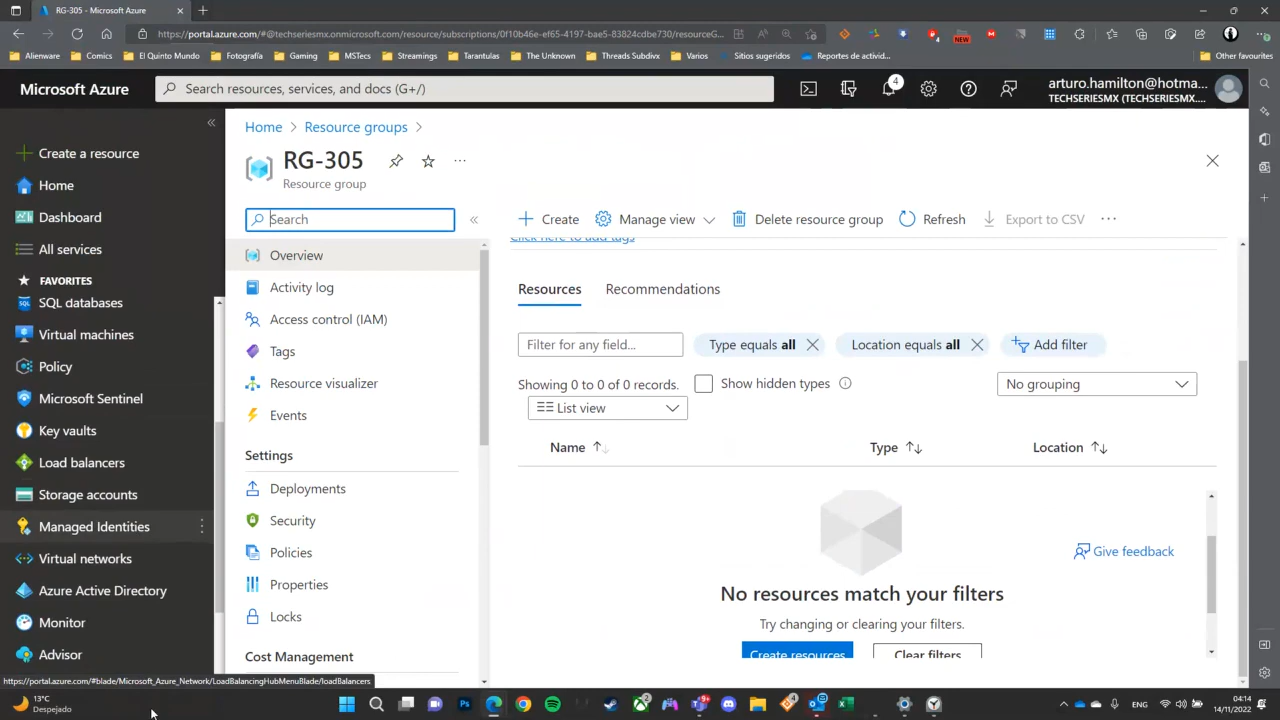 RG-305 - Microsoft Azure
https://portal.azure.com/#@techseriesmx.onmicrosoft.com/resource/subscriptions/0f10b46e-ef65-4197-bae5-83824cdbe730/resourceG...
Alienware
Comics
El Quinto Mundo
Fotografía
Gaming
MSTecs
Streamings
Tarantulas
The Unknown
Threads Subdivx
Varios
Sitios sugeridos
Reportes de activid...
Other favourites
Microsoft Azure
Search resources, services, and docs (G+/)
4
arturo.hamilton@hotma...
TECHSERIESMX (TECHSERIESMX....
Create a resource
Home
Dashboard
All services
FAVORITES
SQL databases
Virtual machines
Policy
Microsoft Sentinel
Key vaults
Load balancers
Storage accounts
Managed Identities
Virtual networks
Azure Active Directory
Monitor
Advisor
Home > Resource groups >
RG-305
Resource group
Search
Overview
Activity log
Access control (IAM)
Tags
Resource visualizer
Events
Settings
Deployments
Security
Policies
Properties
Locks
Cost Management
Create
Manage view
Delete resource group
Refresh
Export to CSV
Click here to add tags
Resources
Recommendations
Filter for any field...
Type equals all
Location equals all
Add filter
Showing 0 to 0 of 0 records.
Show hidden types
No grouping
List view
Name
Type
Location
Give feedback
No resources match your filters
Try changing or clearing your filters.
Create resources
Clear filters
https://portal.azure.com/#blade/Microsoft_Azure_Network/LoadBalancingHubMenuBlade/loadBalancers
13°C
Despejado
ENG
04:14
14/11/2022